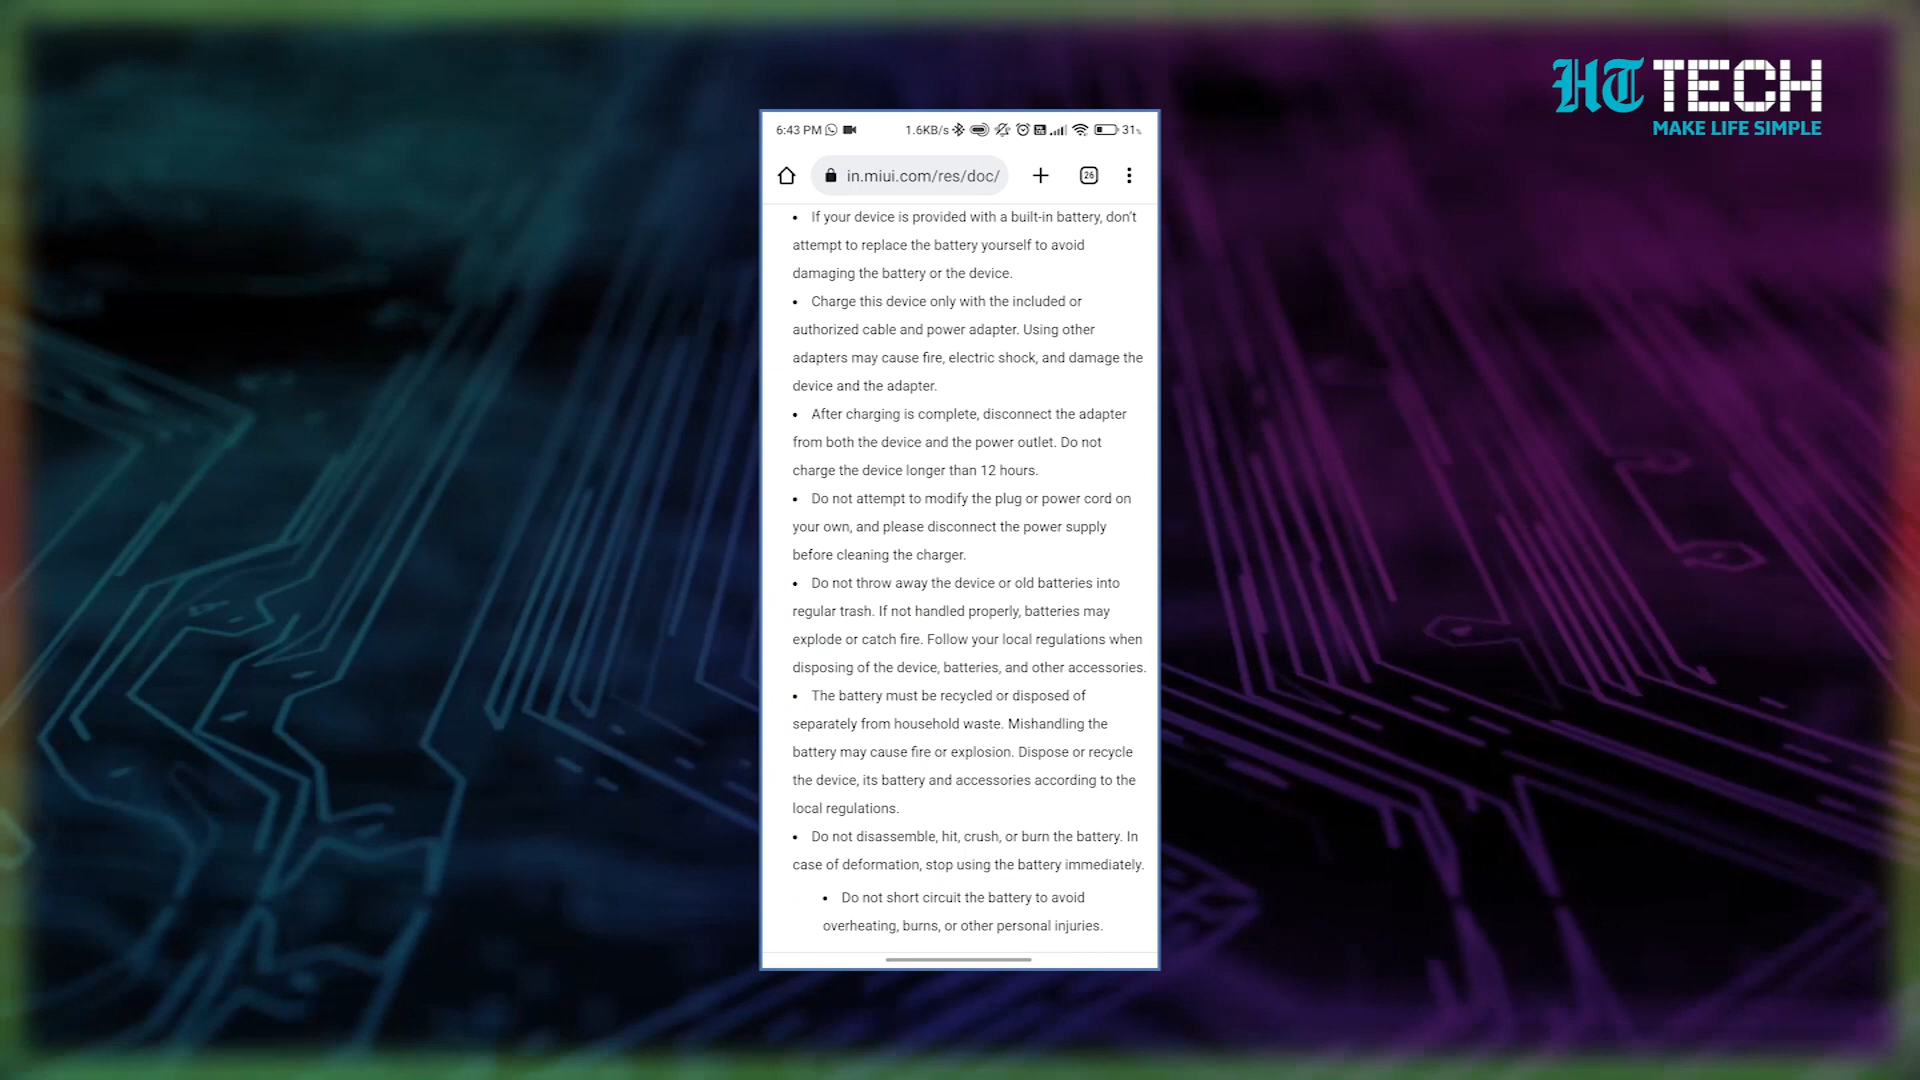 HT TECH
MAKE LIFE SIMPLE
6:43 PM 1.6KB/s 31%
in.miui.com/res/doc/ 26
• If your device is provided with a built-in battery, don't
attempt to replace the battery yourself to avoid
damaging the battery or the device.
• Charge this device only with the included or
authorized cable and power adapter. Using other
adapters may cause fire, electric shock, and damage the
device and the adapter.
• After charging is complete, disconnect the adapter
from both the device and the power outlet. Do not
charge the device longer than 12 hours.
• Do not attempt to modify the plug or power cord on
your own, and please disconnect the power supply
before cleaning the charger.
• Do not throw away the device or old batteries into
regular trash. If not handled properly, batteries may
explode or catch fire. Follow your local regulations when
disposing of the device, batteries, and other accessories.
• The battery must be recycled or disposed of
separately from household waste. Mishandling the
battery may cause fire or explosion. Dispose or recycle
the device, its battery and accessories according to the
local regulations.
• Do not disassemble, hit, crush, or burn the battery. In
case of deformation, stop using the battery immediately.
• Do not short circuit the battery to avoid
overheating, burns, or other personal injuries.